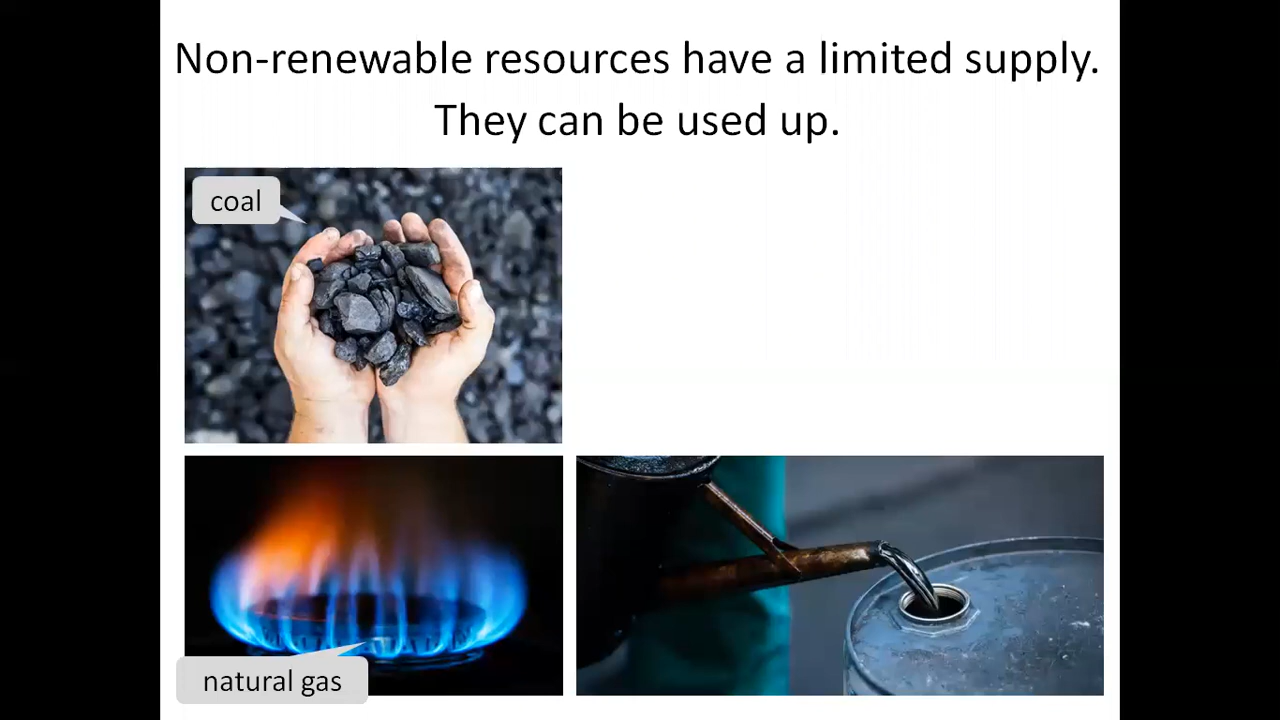 Non-renewable resources have a limited supply.
They can be used up.
coal
natural gas